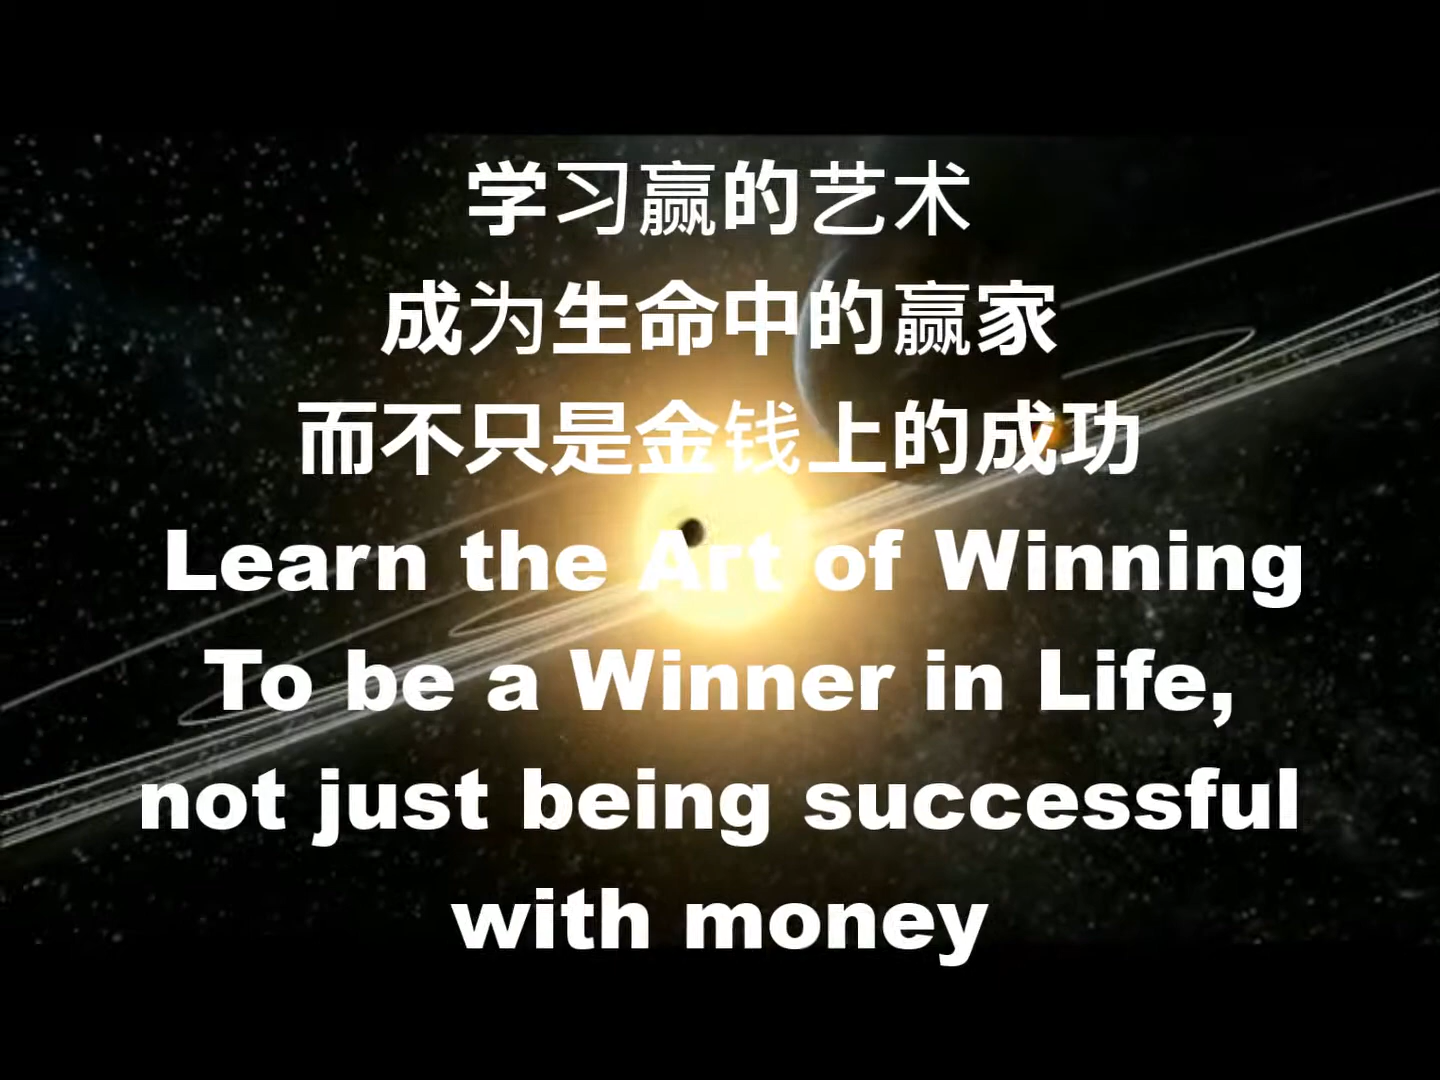 学习赢的艺术
成为生命中的赢家
而不只是金钱上的成功
Learn the Art of Winning
To be a Winner in Life,
not just being successful
with money